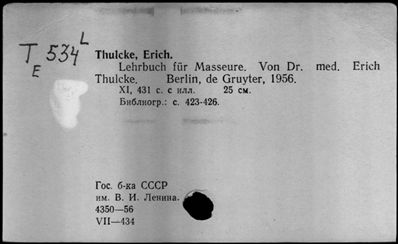 T E 534 L
Thulcke, Erich.
Lehrbuch für Masseure. Von Dr. med. Erich
Thulcke. Berlin, de Gruyter, 1956.
XI, 431 с. с илл. 25 см.
Библиогр.: с. 423-426.
Гос. б-ка СССР
им. В. И. Ленина.
4350—56
VII—434